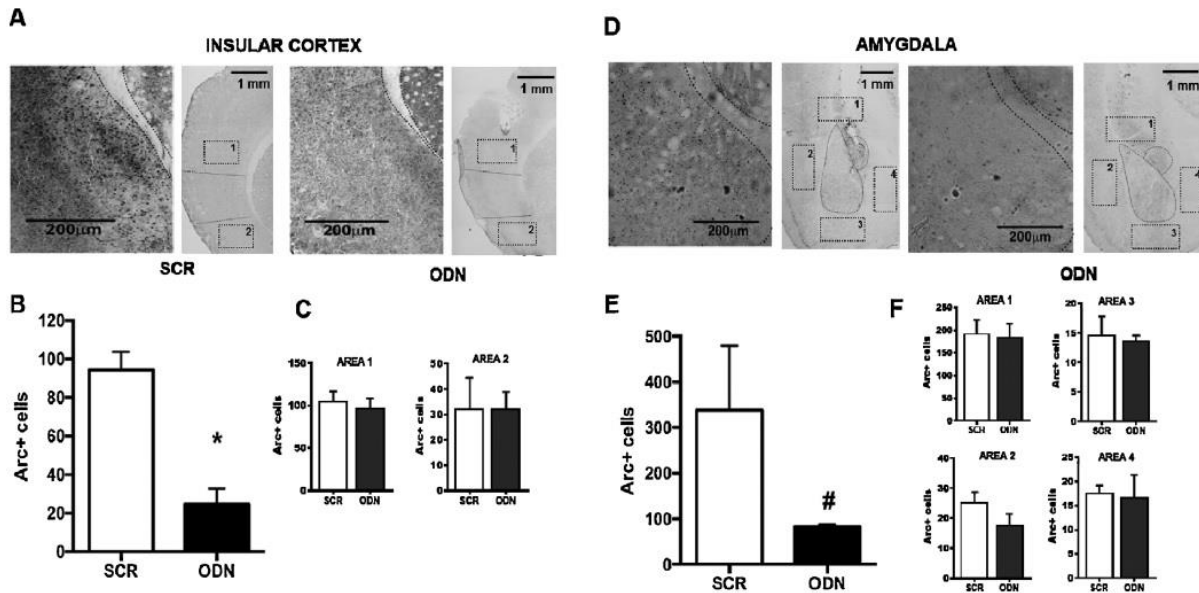 A
INSULAR CORTEX
1 mm
1 mm
1
2
1
2
200μm
200μm
SCR
ODN
B
Arc+ cells
120
100
80
60
40
20
0
*
SCR
ODN
C
AREA 1
Arc+ cells
150
100
50
0
SCR
ODN
AREA 2
Arc+ cells
50
40
30
20
10
0
SCR
ODN
D
AMYGDALA
1 mm
1 mm
1
2
4
3
1
2
4
3
200μm
200μm
ODN
E
Arc+ cells
500
400
300
200
100
0
#
SCR
ODN
F
AREA 1
Arc+ cells
250
200
150
100
50
0
SCR
ODN
AREA 3
Arc+ cells
20
15
10
5
0
SCR
ODN
AREA 2
Arc+ cells
40
30
20
10
0
SCR
ODN
AREA 4
Arc+ cells
25
20
15
10
5
0
SCR
ODN